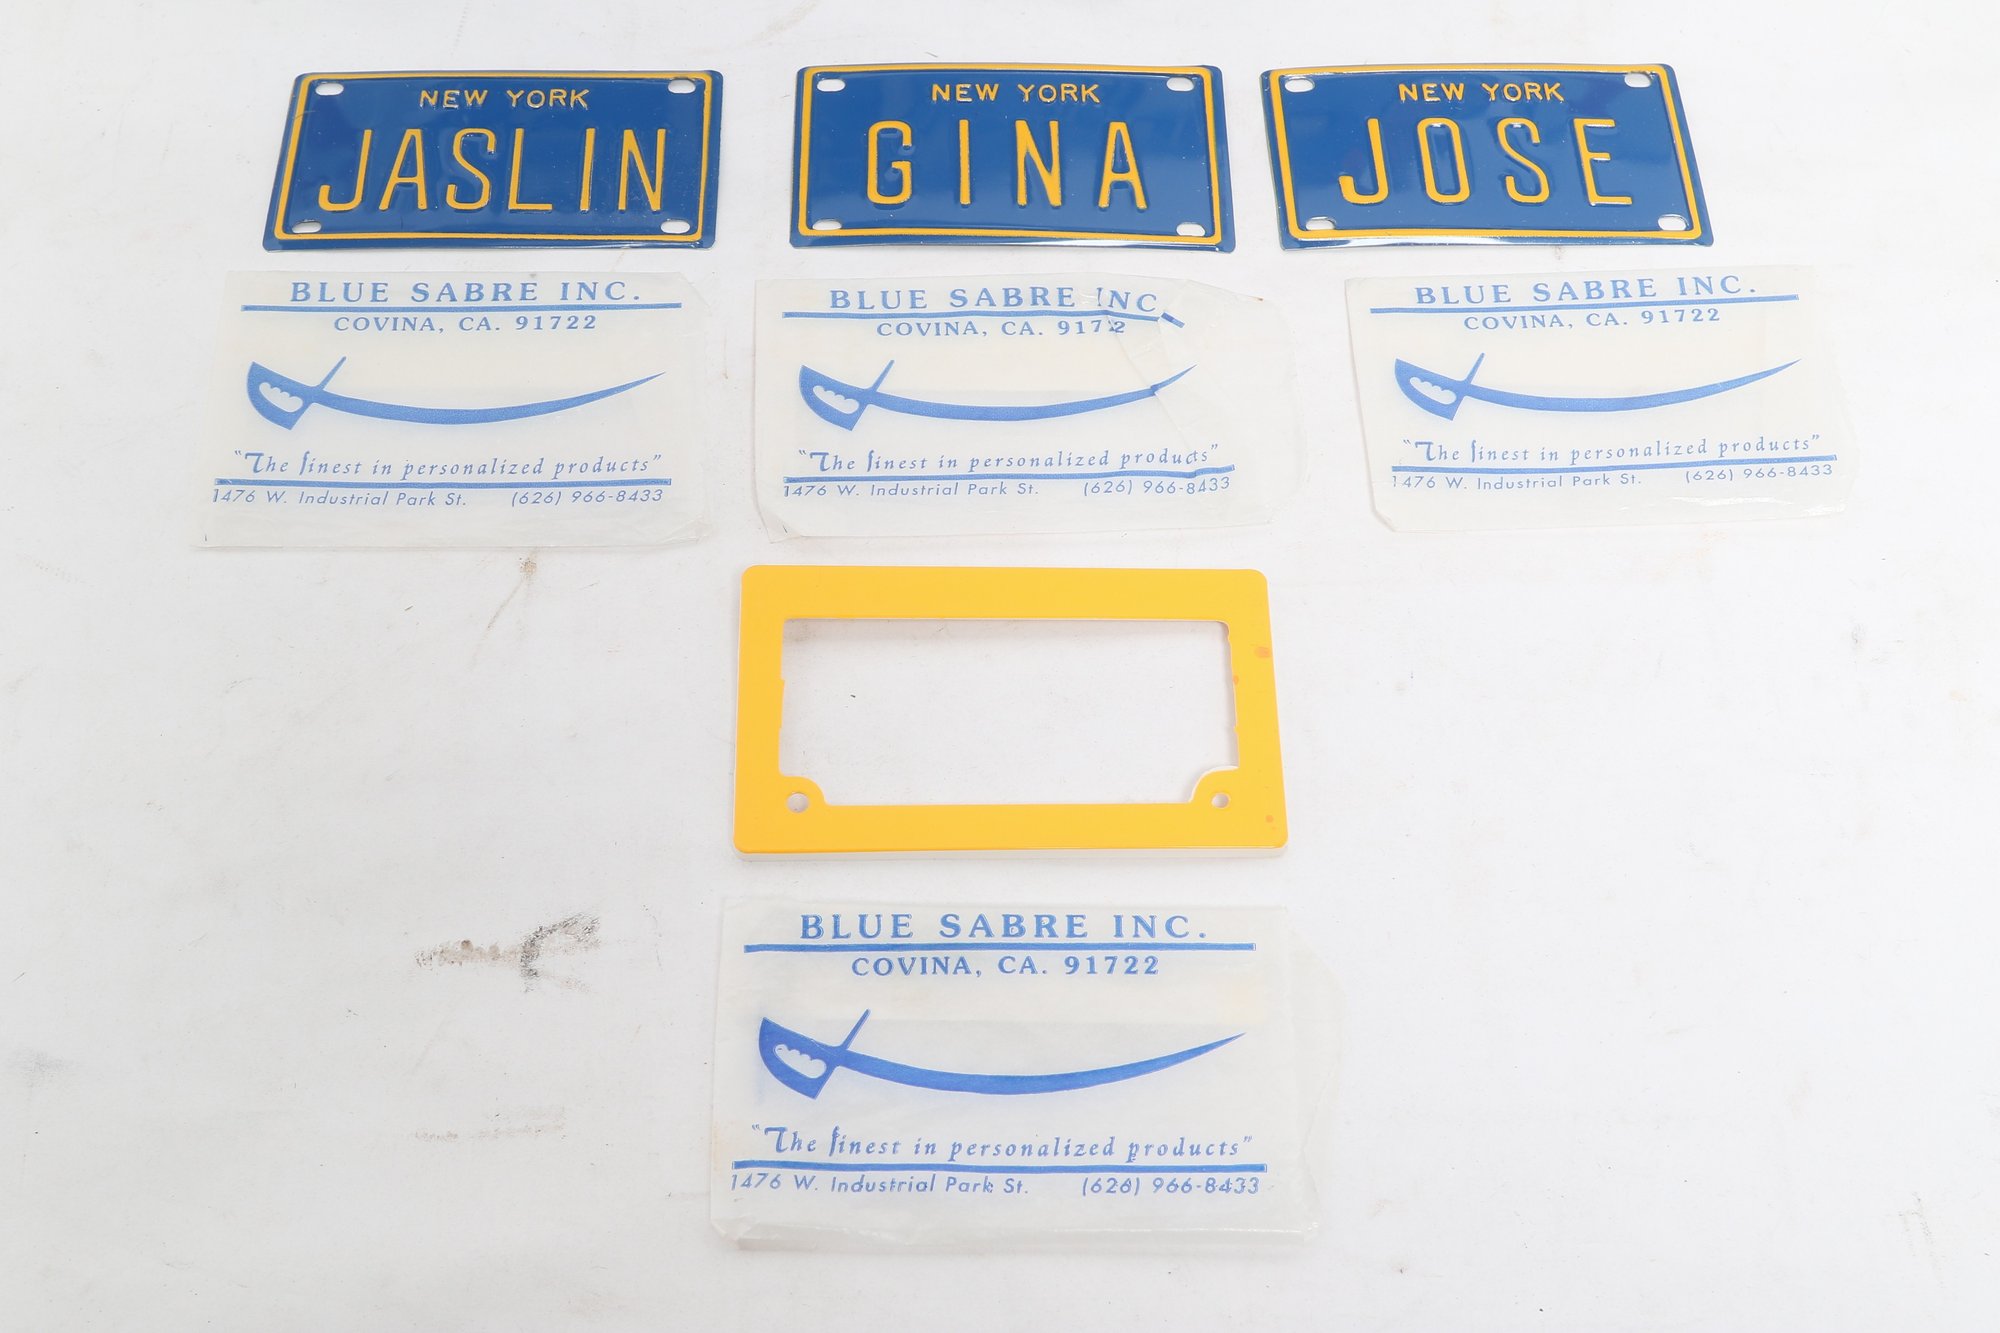 NEW YORK
JASLIN
NEW YORK
GINA
NEW YORK
JOSE
BLUE SABRE INC.
COVINA, CA. 91722
"The finest in personalized products"
1476 W. Industrial Park St. (626) 966-8433
BLUE SABRE INC.
COVINA, CA. 91722
"The finest in personalized products"
1476 W. Industrial Park St. (626) 966-8433
BLUE SABRE INC.
COVINA, CA. 91722
"The finest in personalized products"
1476 W. Industrial Park St. (626) 966-8433
BLUE SABRE INC.
COVINA, CA. 91722
"The finest in personalized products"
1476 W. Industrial Park St. (626) 966-8433